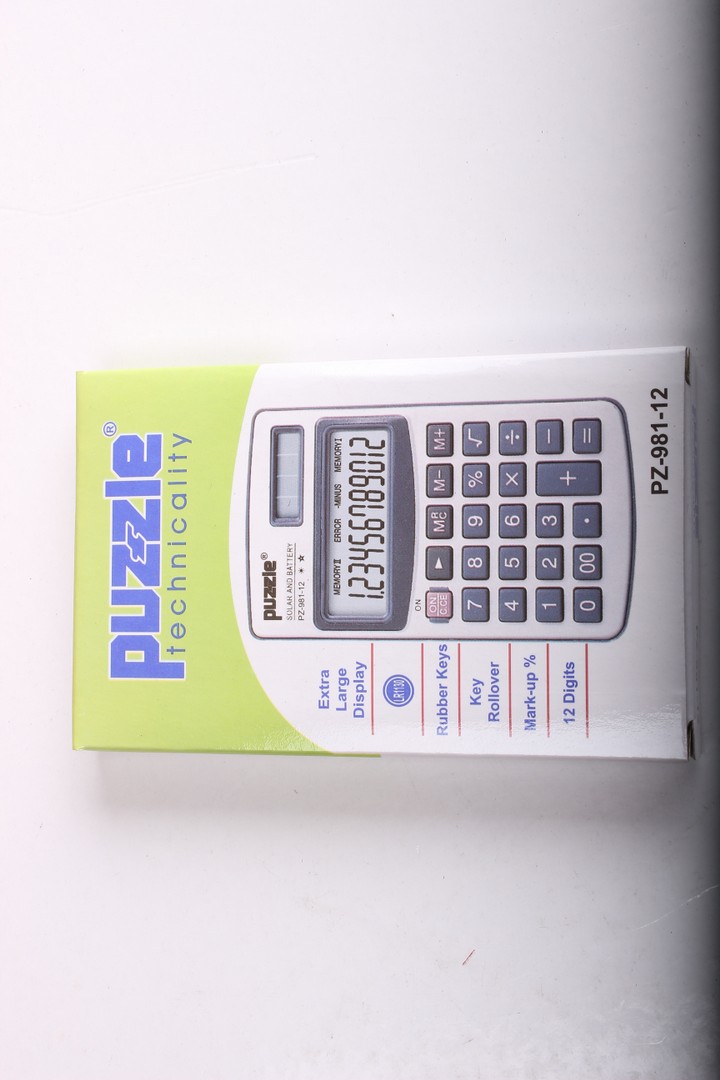 puzzle®
technicality
Extra
Large
Display
LR1130
Rubber Keys
Key
Rollover
Mark-up %
12 Digits
puzzle®
SOLAR AND BATTERY
PZ-981-12
MEMORY II ERROR -MINUS MEMORY I
1.23456789012
ON
ON/C.CE ▶ MRC M- M+
7 8 9 % √
4 5 6 × ÷
1 2 3 + −
0 00 · =
PZ-981-12